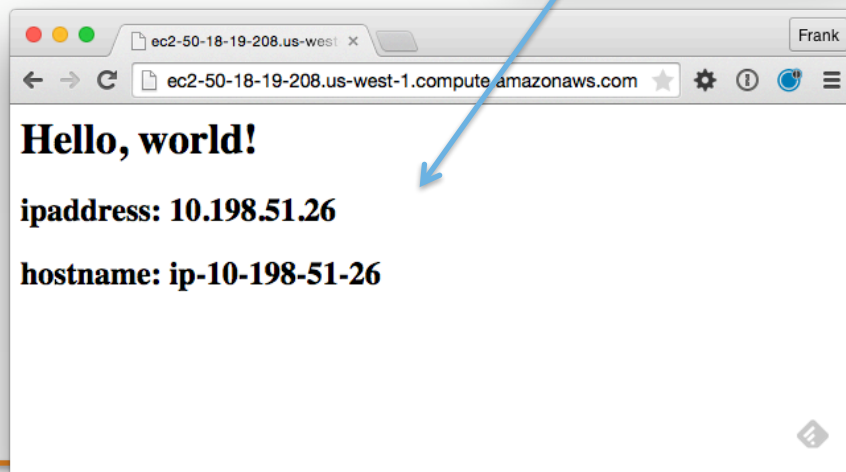 ec2-50-18-19-208.us-west
Frank
ec2-50-18-19-208.us-west-1.compute.amazonaws.com
Hello, world!
ipaddress: 10.198.51.26
hostname: ip-10-198-51-26